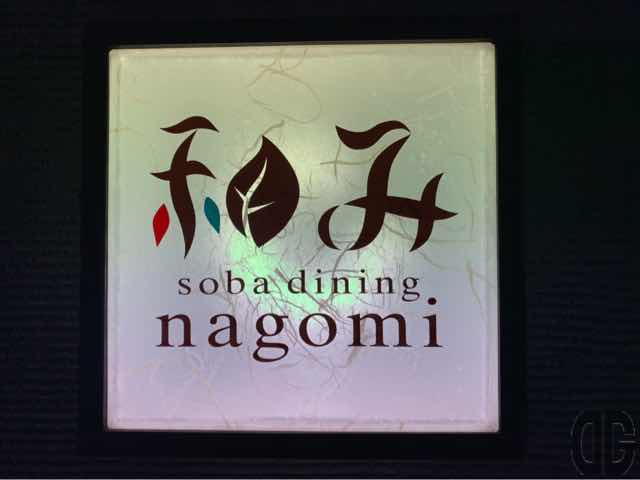 和み
soba dining
nagomi